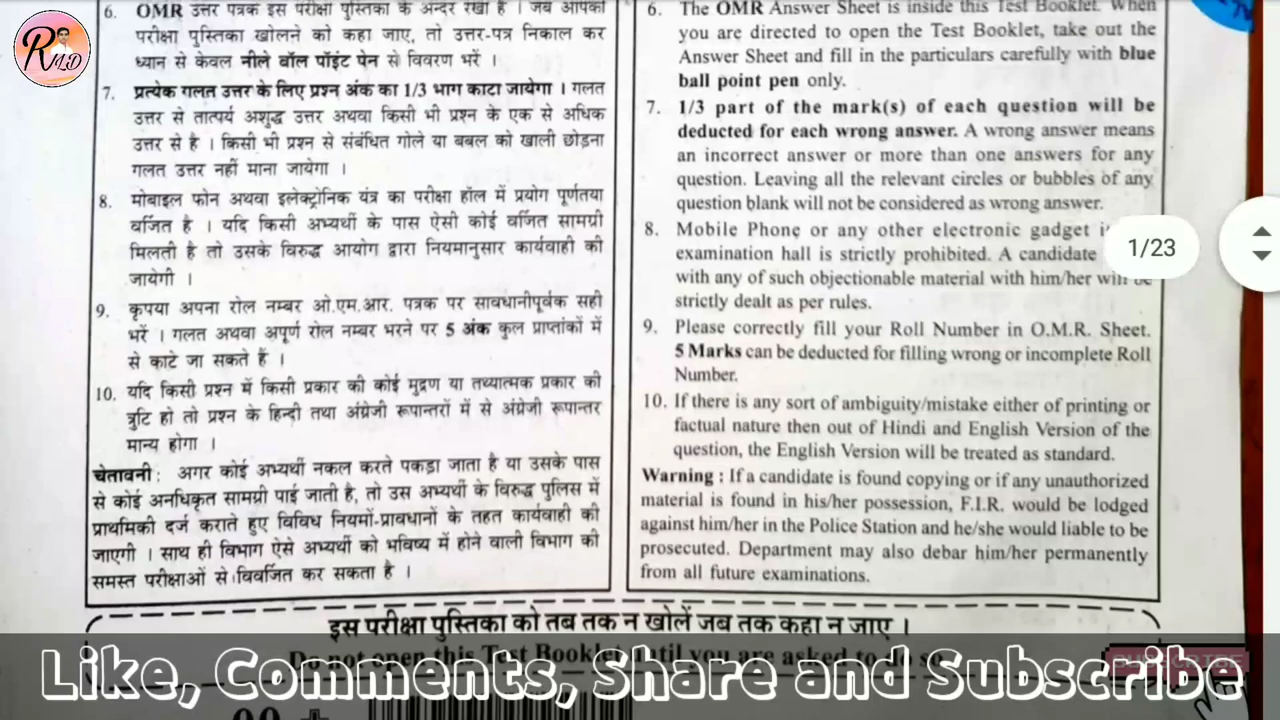 RMD
6. OMR उत्तर पत्रक इस परीक्षा पुस्तिका के अन्दर रखा है । जब आपको
परीक्षा पुस्तिका खोलने को कहा जाए, तो उत्तर-पत्र निकाल कर
ध्यान से केवल नीले बॉल पॉइंट पेन से विवरण भरें ।
7. प्रत्येक गलत उत्तर के लिए प्रश्न अंक का 1/3 भाग काटा जायेगा । गलत
उत्तर से तात्पर्य अशुद्ध उत्तर अथवा किसी भी प्रश्न के एक से अधिक
उत्तर से है । किसी भी प्रश्न से संबंधित गोले या बबल को खाली छोड़ना
गलत उत्तर नहीं माना जायेगा ।
8. मोबाइल फोन अथवा इलेक्ट्रोनिक यंत्र का परीक्षा हॉल में प्रयोग पूर्णतया
वर्जित है । यदि किसी अभ्यर्थी के पास ऐसी कोई वर्जित सामग्री
मिलती है तो उसके विरुद्ध आयोग द्वारा नियमानुसार कार्यवाही की
जायेगी ।
9. कृपया अपना रोल नम्बर ओ.एम.आर. पत्रक पर सावधानीपूर्वक सही
भरें । गलत अथवा अपूर्ण रोल नम्बर भरने पर 5 अंक कुल प्राप्तांकों में
से काटे जा सकते हैं ।
10. यदि किसी प्रश्न में किसी प्रकार की कोई मुद्रण या तथ्यात्मक प्रकार की
त्रुटि हो तो प्रश्न के हिन्दी तथा अंग्रेजी रूपान्तरों में से अंग्रेजी रूपान्तर
मान्य होगा ।
चेतावनी : अगर कोई अभ्यर्थी नकल करते पकड़ा जाता है या उसके पास
से कोई अनधिकृत सामग्री पाई जाती है, तो उस अभ्यर्थी के विरुद्ध पुलिस में
प्राथमिकी दर्ज कराते हुए विविध नियमों-प्रावधानों के तहत कार्यवाही की
जाएगी । साथ ही विभाग ऐसे अभ्यर्थी को भविष्य में होने वाली विभाग की
समस्त परीक्षाओं से विवर्जित कर सकता है ।
6. The OMR Answer Sheet is inside this Test Booklet. When
you are directed to open the Test Booklet, take out the
Answer Sheet and fill in the particulars carefully with blue
ball point pen only.
7. 1/3 part of the mark(s) of each question will be
deducted for each wrong answer. A wrong answer means
an incorrect answer or more than one answers for any
question. Leaving all the relevant circles or bubbles of any
question blank will not be considered as wrong answer.
8. Mobile Phone or any other electronic gadget
examination hall is strictly prohibited. A candidate
with any of such objectionable material with him/her will be
strictly dealt as per rules.
9. Please correctly fill your Roll Number in O.M.R. Sheet.
5 Marks can be deducted for filling wrong or incomplete Roll
Number.
10. If there is any sort of ambiguity/mistake either of printing or
factual nature then out of Hindi and English Version of the
question, the English Version will be treated as standard.
Warning : If a candidate is found copying or if any unauthorized
material is found in his/her possession, F.I.R. would be lodged
against him/her in the Police Station and he/she would liable to be
prosecuted. Department may also debar him/her permanently
from all future examinations.
1/23
इस परीक्षा पुस्तिका को तब तक न खोलें जब तक कहा न जाए ।
Do not open this Test Booklet until you are asked to do so.
Like, Comments, Share and Subscribe
SUBSCRIBE